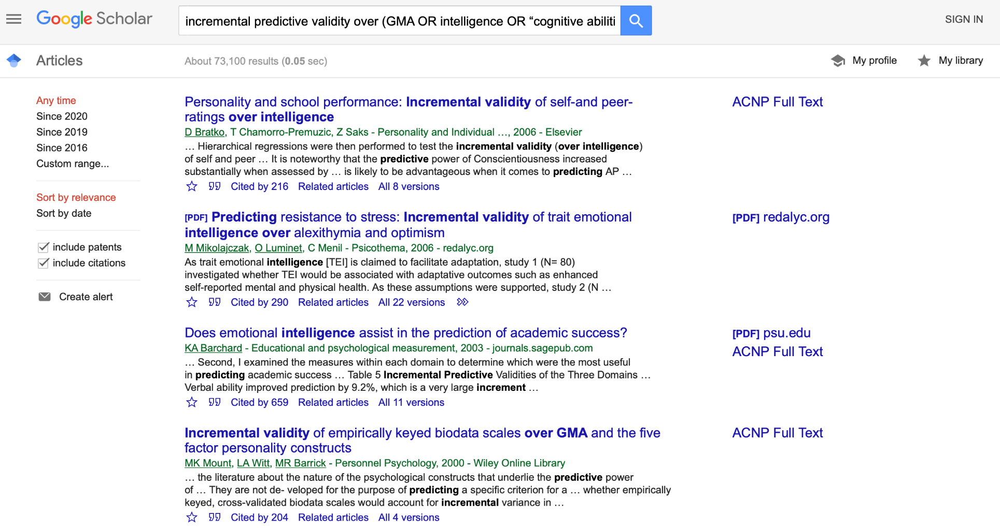 Google Scholar
incremental predictive validity over (GMA OR intelligence OR “cognitive abiliti
SIGN IN
Articles
About 73,100 results (0.05 sec)
My profile
My library
Any time
Since 2020
Since 2019
Since 2016
Custom range...
Sort by relevance
Sort by date
include patents
include citations
Create alert
Personality and school performance: Incremental validity of self-and peer-
ratings over intelligence
D Bratko, T Chamorro-Premuzic, Z Saks - Personality and Individual …, 2006 - Elsevier
… Hierarchical regressions were then performed to test the incremental validity (over intelligence)
of self and peer … It is noteworthy that the predictive power of Conscientiousness increased
substantially when assessed by … is likely to be advantageous when it comes to predicting AP …
Cited by 216 Related articles All 8 versions
ACNP Full Text
[PDF] Predicting resistance to stress: Incremental validity of trait emotional
intelligence over alexithymia and optimism
M Mikolajczak, O Luminet, C Menil - Psicothema, 2006 - redalyc.org
As trait emotional intelligence [TEI] is claimed to facilitate adaptation, study 1 (N= 80)
investigated whether TEI would be associated with adaptative outcomes such as enhanced
self-reported mental and physical health. As these assumptions were supported, study 2 (N …
Cited by 290 Related articles All 22 versions
[PDF] redalyc.org
Does emotional intelligence assist in the prediction of academic success?
KA Barchard - Educational and psychological measurement, 2003 - journals.sagepub.com
… Second, I examined the measures within each domain to determine which were the most useful
in predicting academic success … Table 5 Incremental Predictive Validities of the Three Domains …
Verbal ability improved prediction by 9.2%, which is a very large increment …
Cited by 659 Related articles All 11 versions
[PDF] psu.edu
ACNP Full Text
Incremental validity of empirically keyed biodata scales over GMA and the five
factor personality constructs
MK Mount, LA Witt, MR Barrick - Personnel Psychology, 2000 - Wiley Online Library
… the literature about the nature of the psychological constructs that underlie the predictive power
of … They are not de- veloped for the purpose of predicting a specific criterion for a … whether empirically
keyed, cross-validated biodata scales would account for incremental variance in …
Cited by 204 Related articles All 4 versions
ACNP Full Text